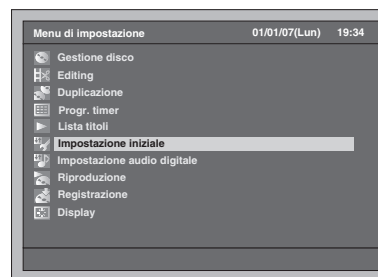 Menu di impostazione 01/01/07(Lun) 19:34
Gestione disco
Editing
Duplicazione
Progr. timer
Lista titoli
Impostazione iniziale
Impostazione audio digitale
Riproduzione
Registrazione
Display